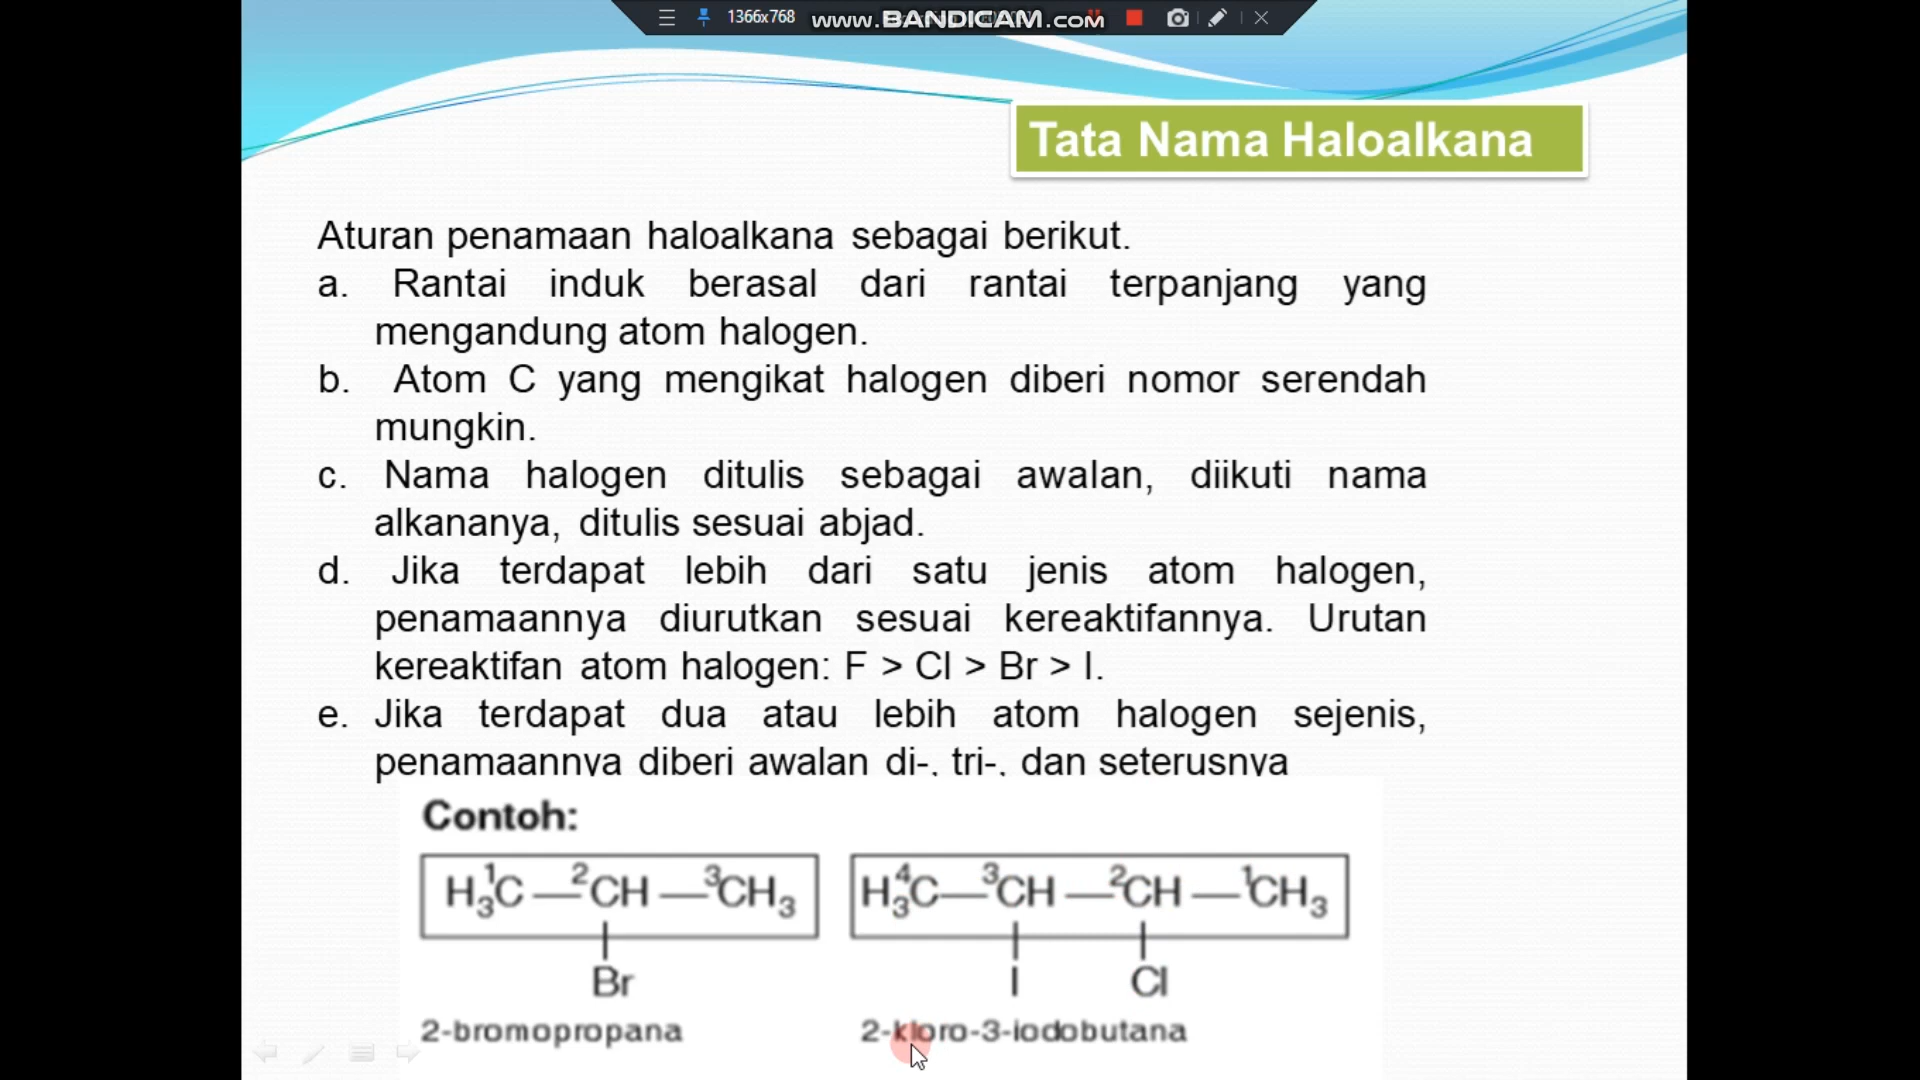 1366x768 www.BANDICAM.com
Tata Nama Haloalkana
Aturan penamaan haloalkana sebagai berikut.
a. Rantai induk berasal dari rantai terpanjang yang
mengandung atom halogen.
b. Atom C yang mengikat halogen diberi nomor serendah
mungkin.
c. Nama halogen ditulis sebagai awalan, diikuti nama
alkananya, ditulis sesuai abjad.
d. Jika terdapat lebih dari satu jenis atom halogen,
penamaannya diurutkan sesuai kereaktifannya. Urutan
kereaktifan atom halogen: F > Cl > Br > I.
e. Jika terdapat dua atau lebih atom halogen sejenis,
penamaannya diberi awalan di-, tri-, dan seterusnya
Contoh:
H₃¹C — ²CH — ³CH₃
Br
2-bromopropana
H₃⁴C — ³CH — ²CH — ¹CH₃
I Cl
2-kloro-3-iodobutana